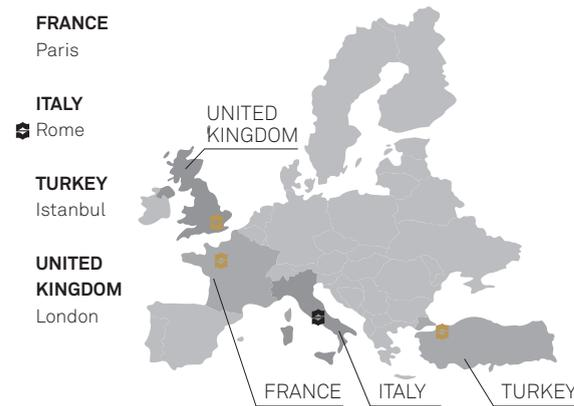 FRANCE
Paris
ITALY
Rome
TURKEY
Istanbul
UNITED
KINGDOM
London
UNITED
KINGDOM
FRANCE
ITALY
TURKEY